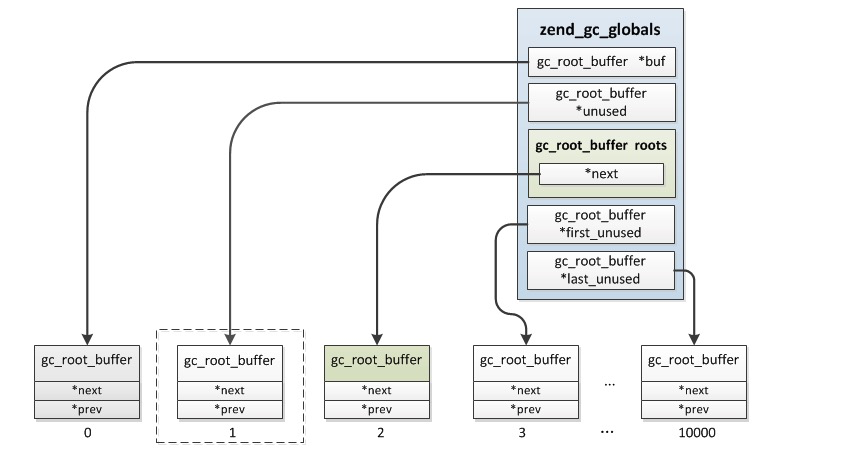 zend_gc_globals
gc_root_buffer *buf
gc_root_buffer
*unused
gc_root_buffer roots
*next
gc_root_buffer
*first_unused
gc_root_buffer
*last_unused
gc_root_buffer
*next
*prev
0
gc_root_buffer
*next
*prev
1
gc_root_buffer
*next
*prev
2
gc_root_buffer
*next
*prev
3
...
...
gc_root_buffer
*next
*prev
10000